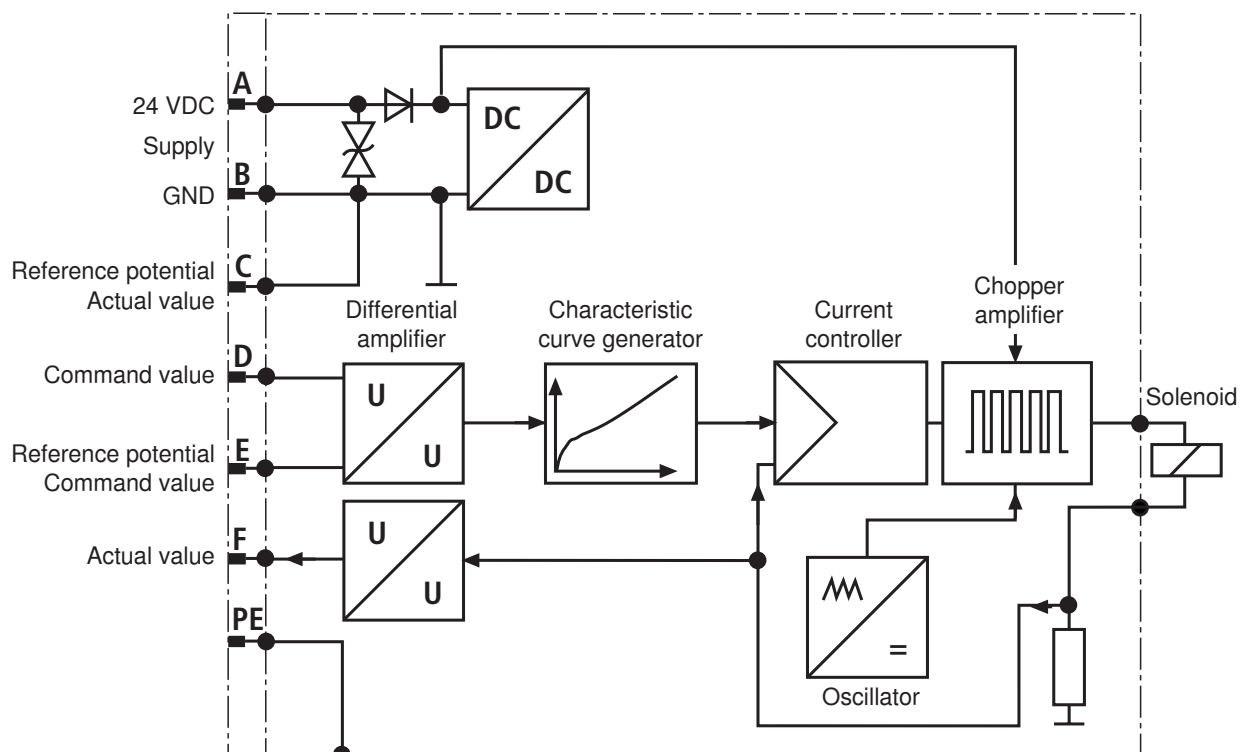 A
24 VDC
Supply
B
GND
DC
DC
C
Reference potential
Actual value
Differential
amplifier
Characteristic
curve generator
Current
controller
Chopper
amplifier
D
Command value
U
U
Solenoid
E
Reference potential
Command value
F
Actual value
U
U
=
Oscillator
PE